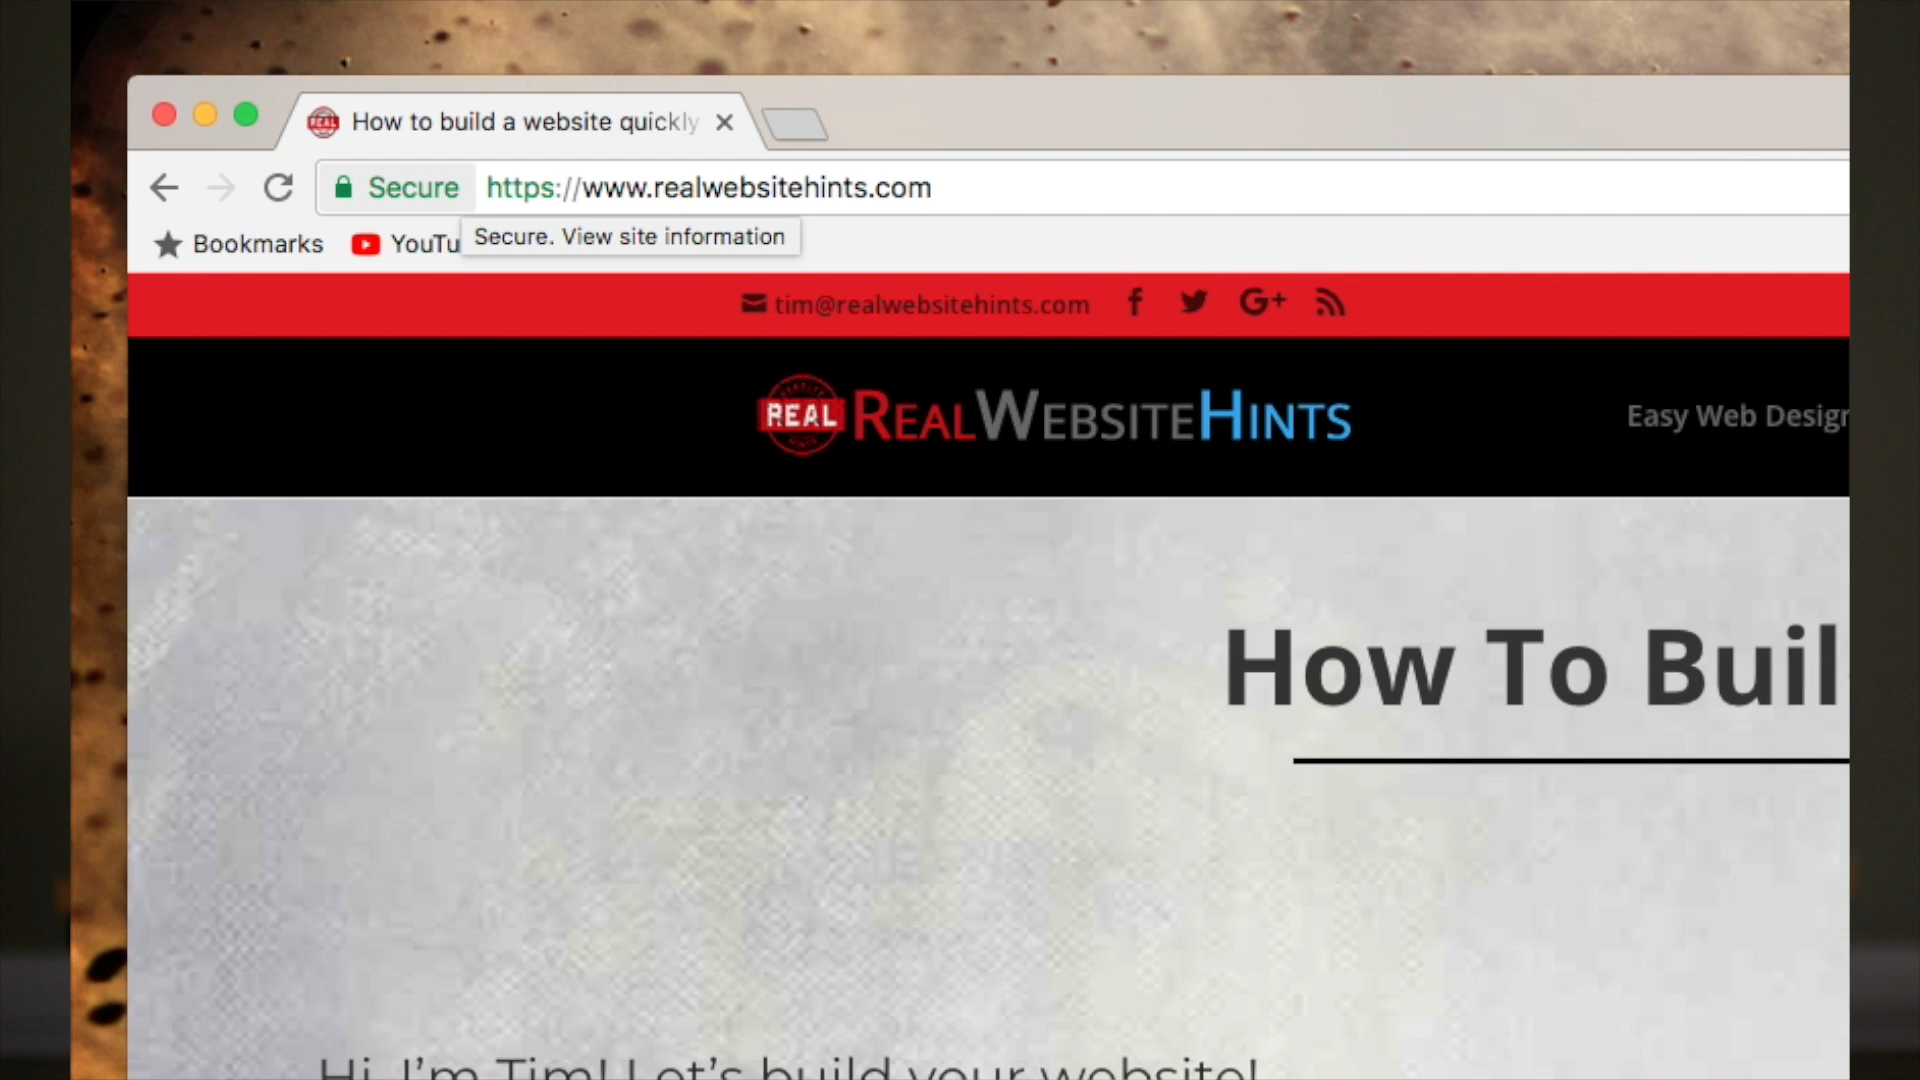 REAL How to build a website quickly
Secure https://www.realwebsitehints.com
Bookmarks YouTu
Secure. View site information
tim@realwebsitehints.com G+
REAL REALWEBSITEHINTS
Easy Web Design
How To Buil
Hi, I'm Tim! Let's build your website!